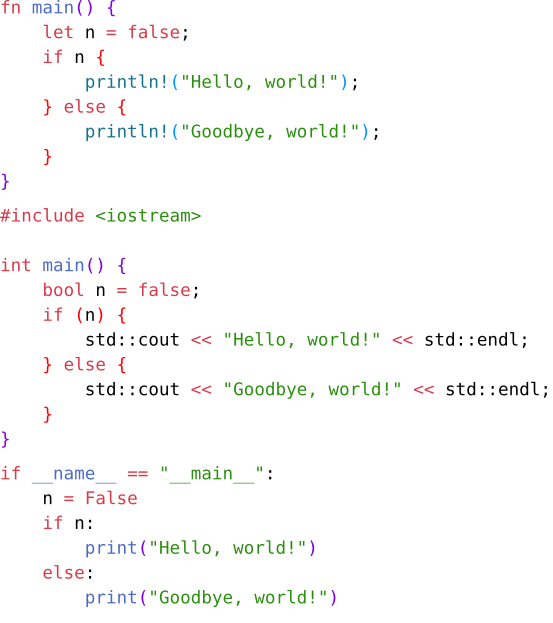 fn main() {
    let n = false;
    if n {
        println!("Hello, world!");
    } else {
        println!("Goodbye, world!");
    }
}
#include <iostream>

int main() {
    bool n = false;
    if (n) {
        std::cout << "Hello, world!" << std::endl;
    } else {
        std::cout << "Goodbye, world!" << std::endl;
    }
}
if __name__ == "__main__":
    n = False
    if n:
        print("Hello, world!")
    else:
        print("Goodbye, world!")